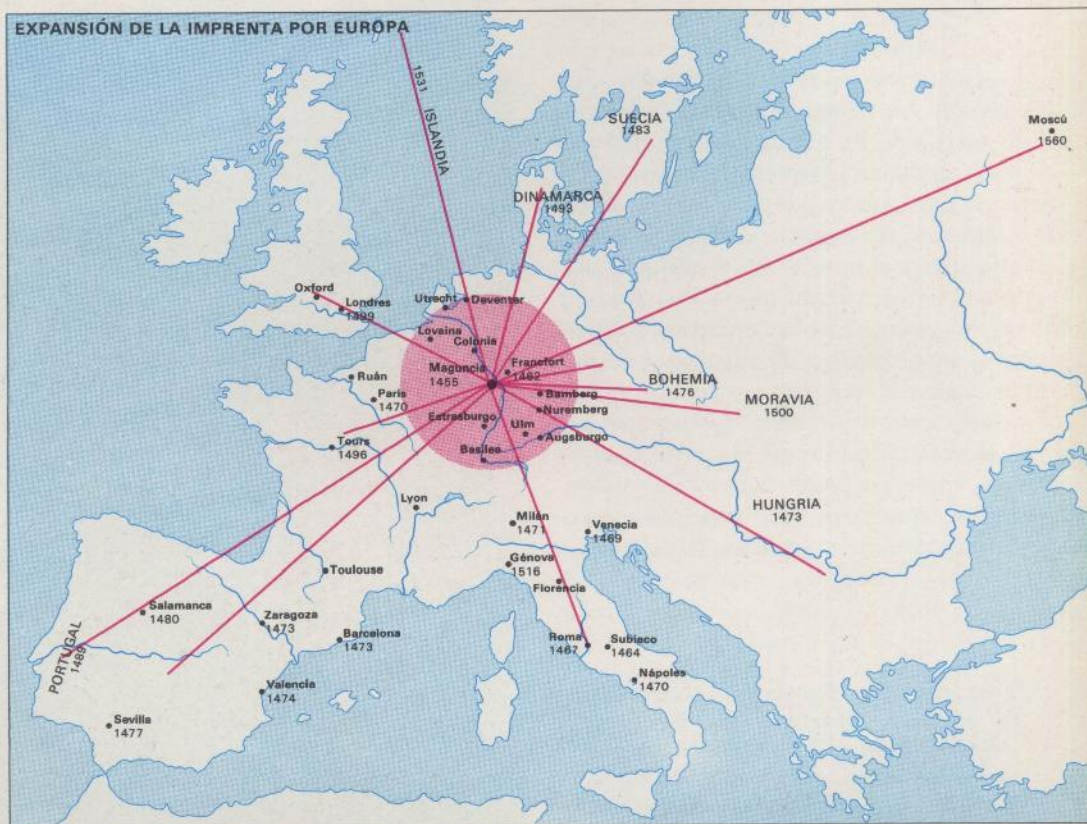 EXPANSIÓN DE LA IMPRENTA POR EUROPA
1531 ISLANDIA
SUECIA
1483
Moscú
1560
DINAMARCA
1493
Oxford
Londres
1499
Utrecht
Deventer
Lovaina
Colonia
Maguncia
1455
Francfort
1462
Ruán
París
1470
BOHEMIA
1476
MORAVIA
1500
Bamberg
Nuremberg
Estrasburgo
Ulm
Augsburgo
Tours
1496
Basilea
HUNGRIA
1473
Lyon
Milán
1471
Venecia
1469
Génova
1516
Florencia
Toulouse
Salamanca
1480
Zaragoza
1473
Barcelona
1473
Roma
1467
Subiaco
1464
PORTUGAL
1489
Nápoles
1470
Valencia
1474
Sevilla
1477